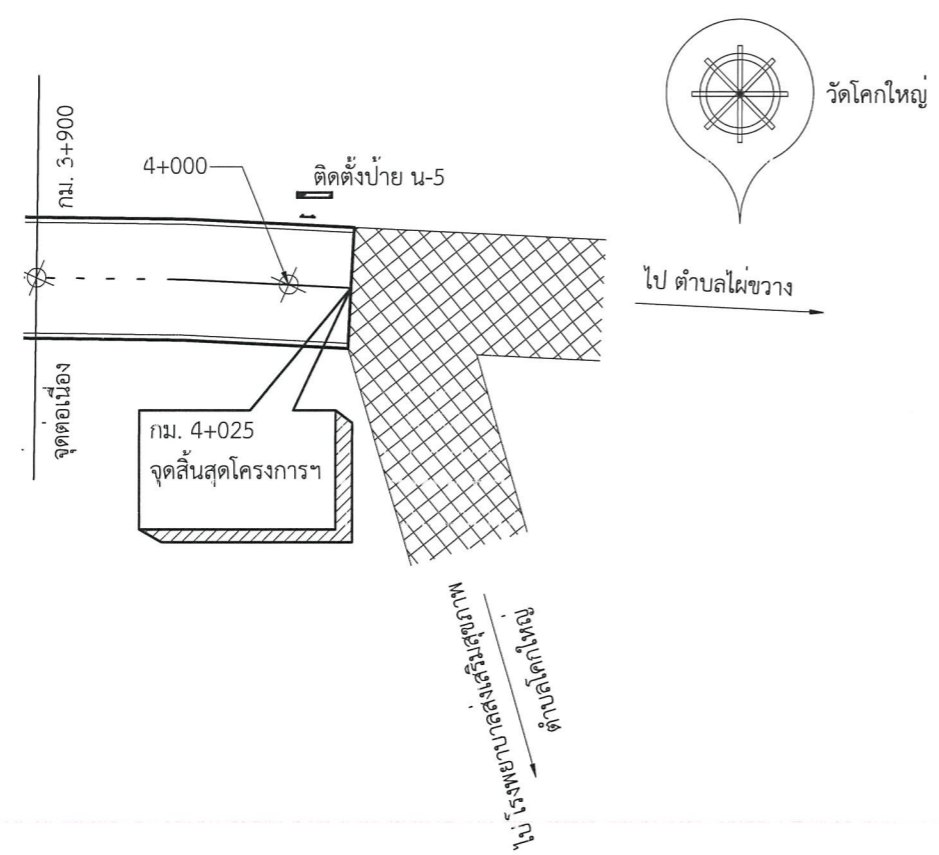 วัดโคกใหญ่
กม. 3+900
4+000
ติดตั้งป้าย น-5
ไป ตำบลไผ่ขวาง
จุดต่อเนื่อง
กม. 4+025
จุดสิ้นสุดโครงการฯ
ไป โรงพยาบาลส่งเสริมสุขภาพ
ตำบลโคกใหญ่